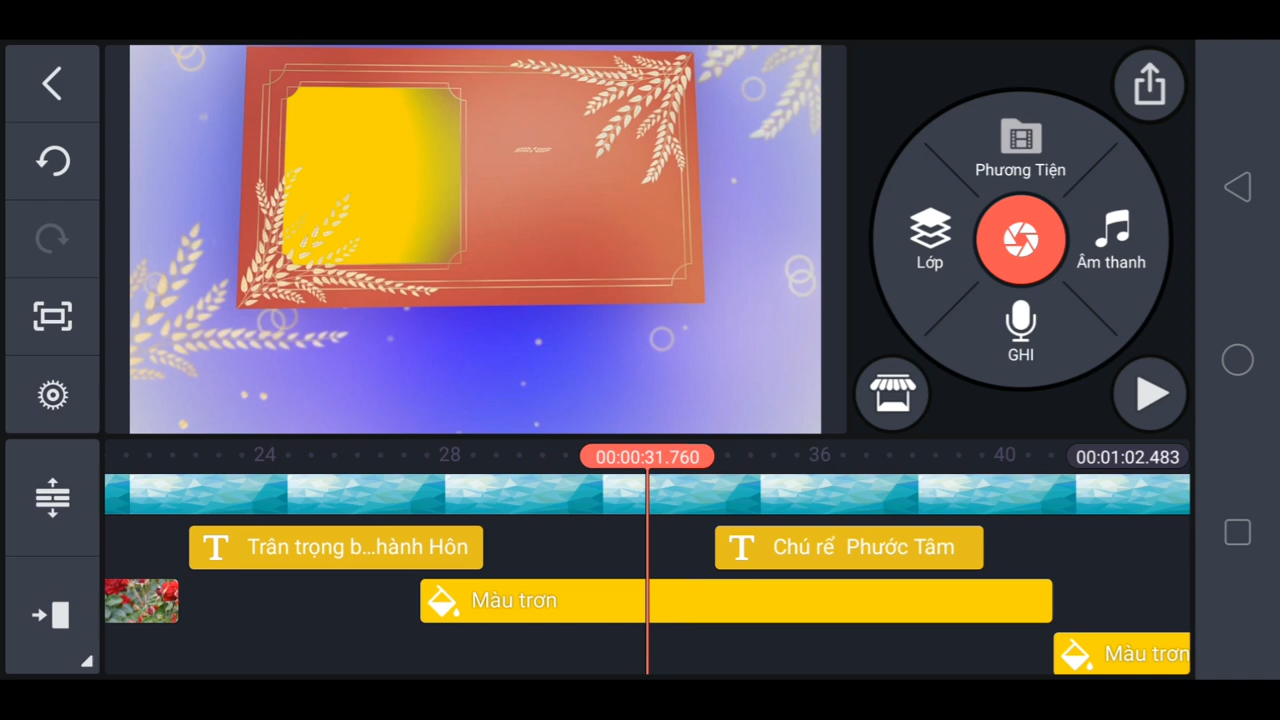 Phương Tiện
Lớp
Âm thanh
GHI
24
28
00:00:31.760
36
40
00:01:02.483
T Trân trọng b...hành Hôn
T Chú rể Phước Tâm
Màu trơn
Màu trơn